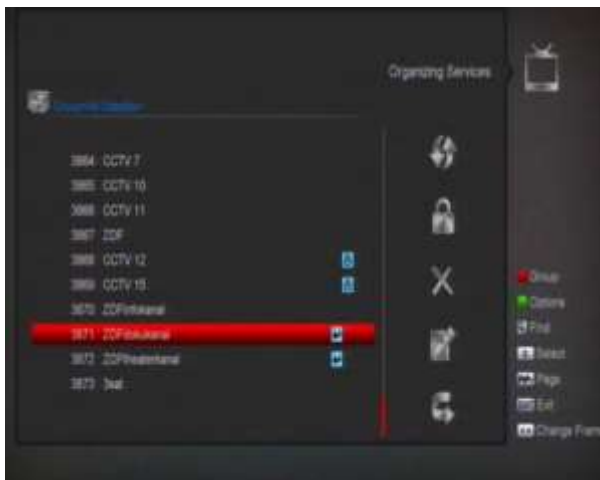 Organizing Services
3864 CCTV 7
3865 CCTV 10
3866 CCTV 11
3867 ZDF
3868 CCTV 12
3869 CCTV 15
3870 ZDFinfokanal
3871 ZDFdokukanal
3872 ZDFtheaterkanal
3873 3sat
Group
Options
Find
Select
Page
Exit
Change Frame